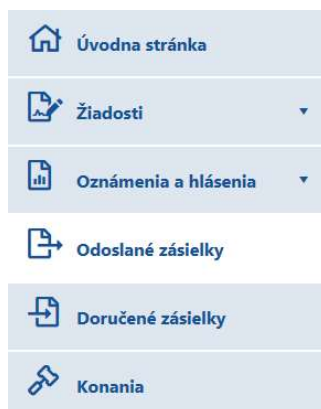 Úvodna stránka
Žiadosti
Oznámenia a hlásenia
Odoslané zásielky
Doručené zásielky
Konania